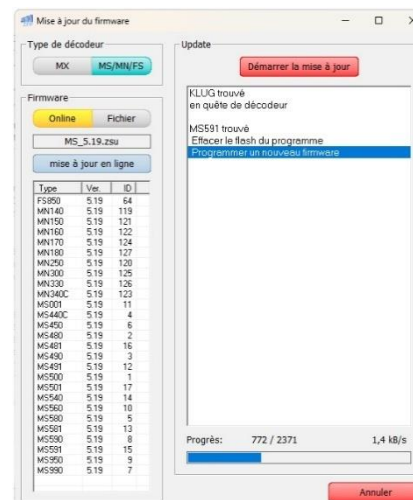 Mise à jour du firmware
Type de décodeur
MX MS/MN/FS
Firmware
Online Fichier
MS_5.19.zsu
mise à jour en ligne
Type Ver. ID
FS850 5.19 64
MN140 5.19 119
MN150 5.19 121
MN160 5.19 122
MN170 5.19 124
MN180 5.19 127
MN250 5.19 120
MN300 5.19 125
MN330 5.19 126
MN340C 5.19 123
MS001 5.19 11
MS440C 5.19 4
MS450 5.19 6
MS480 5.19 2
MS481 5.19 16
MS490 5.19 3
MS491 5.19 12
MS500 5.19 1
MS501 5.19 17
MS540 5.19 14
MS560 5.19 10
MS580 5.19 5
MS581 5.19 13
MS590 5.19 8
MS591 5.19 15
MS950 5.19 9
MS990 5.19 7
Update
Démarrer la mise à jour
KLUG trouvé
en quête de décodeur
MS591 trouvé
Effacer le flash du programme
Programmer un nouveau firmware
Progrès: 772 / 2371 1,4 kB/s
Annuler